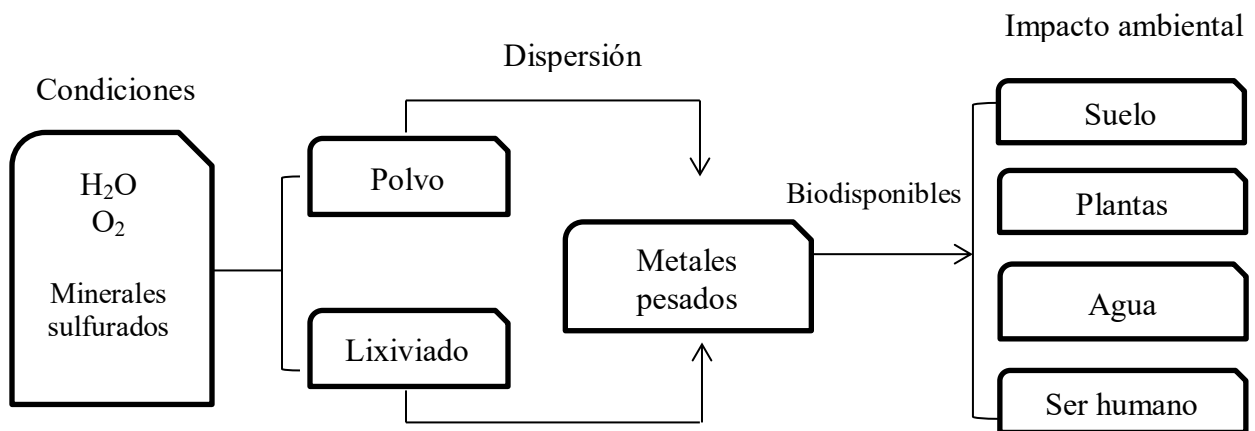 Condiciones
H₂O
O₂
Minerales
sulfurados
Dispersión
Polvo
Lixiviado
Metales
pesados
Biodisponibles
Impacto ambiental
Suelo
Plantas
Agua
Ser humano